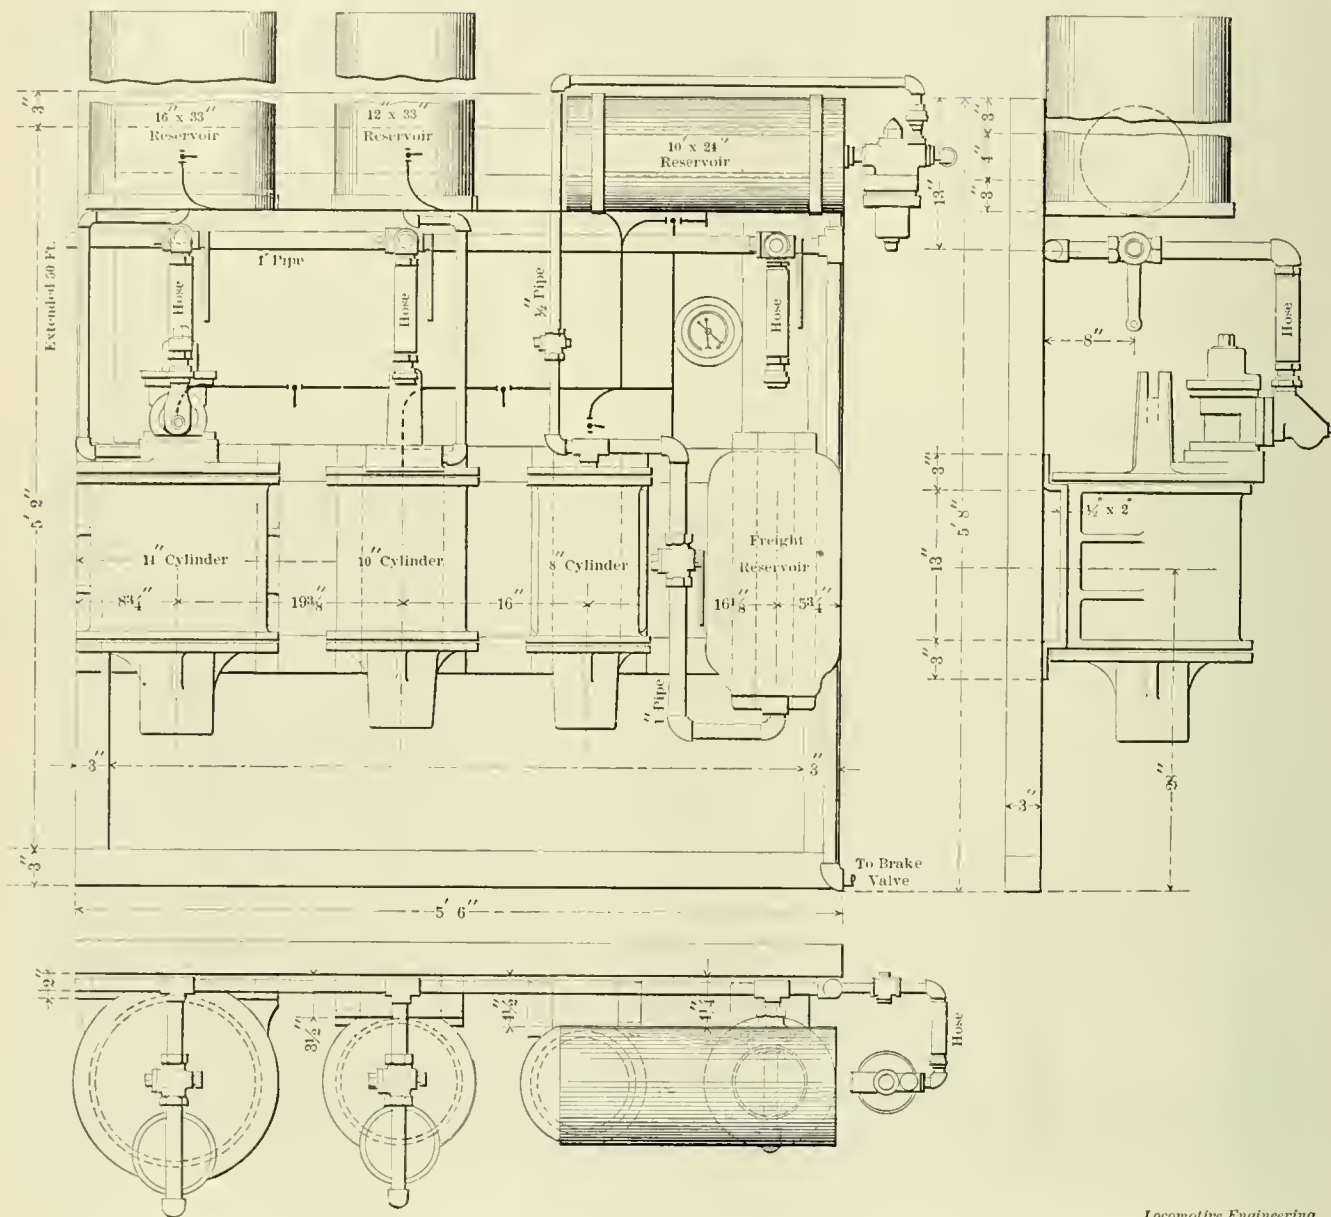 3"
16" x 33"
Reservoir
12" x 33"
Reservoir
10" x 24"
Reservoir
13"
3"
4"
3"
Extended 50 Ft.
1" Pipe
Hose
Hose
½" Pipe
Hose
8"
Hose
5' 2"
14" Cylinder
10" Cylinder
8" Cylinder
Freight
Reservoir
8¾"
19⅜"
16"
16⅛"
5¾"
3"
13"
3"
5' 8"
½" x 2"
1" Pipe
3"
3"
3"
3"
To Brake
Valve
5' 6"
2"
3½"
4½"
4¼"
Hose
Locomotive Engineering